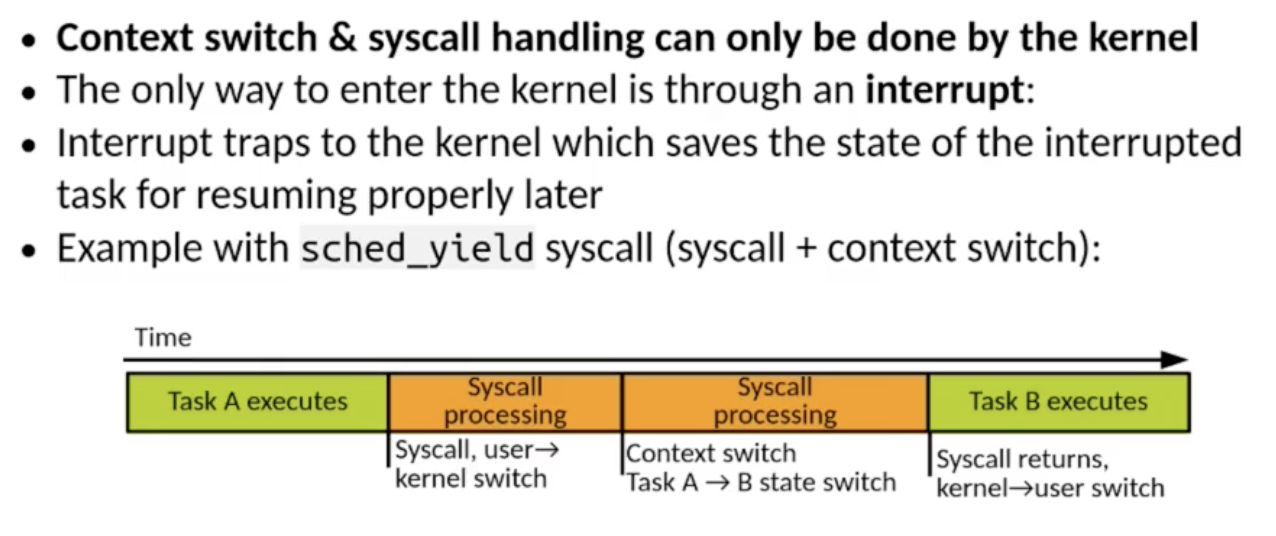 • Context switch & syscall handling can only be done by the kernel
• The only way to enter the kernel is through an interrupt:
• Interrupt traps to the kernel which saves the state of the interrupted
task for resuming properly later
• Example with sched_yield syscall (syscall + context switch):
Time
Task A executes
Syscall
processing
Syscall
processing
Task B executes
Syscall, user→
kernel switch
Context switch
Task A → B state switch
Syscall returns,
kernel→user switch